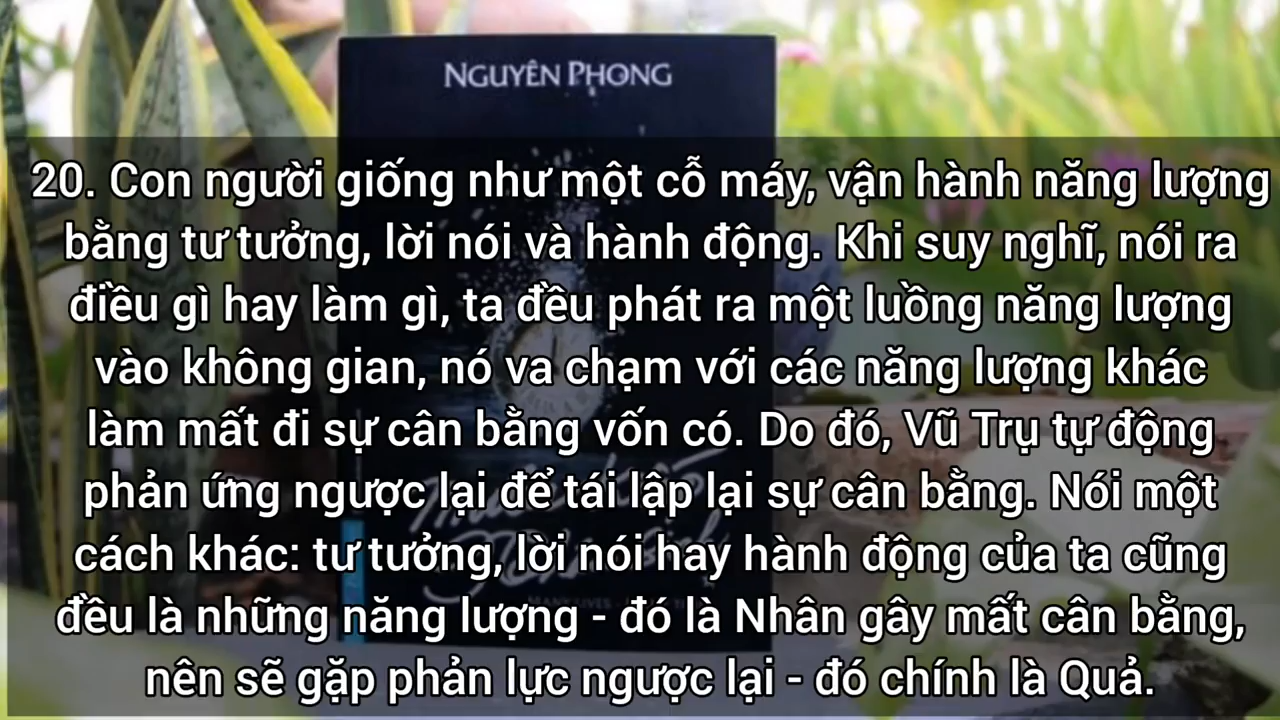 NGUYÊN PHONG
20. Con người giống như một cỗ máy, vận hành năng lượng
bằng tư tưởng, lời nói và hành động. Khi suy nghĩ, nói ra
điều gì hay làm gì, ta đều phát ra một luồng năng lượng
vào không gian, nó va chạm với các năng lượng khác
làm mất đi sự cân bằng vốn có. Do đó, Vũ Trụ tự động
phản ứng ngược lại để tái lập lại sự cân bằng. Nói một
cách khác: tư tưởng, lời nói hay hành động của ta cũng
đều là những năng lượng - đó là Nhân gây mất cân bằng,
nên sẽ gặp phản lực ngược lại - đó chính là Quả.